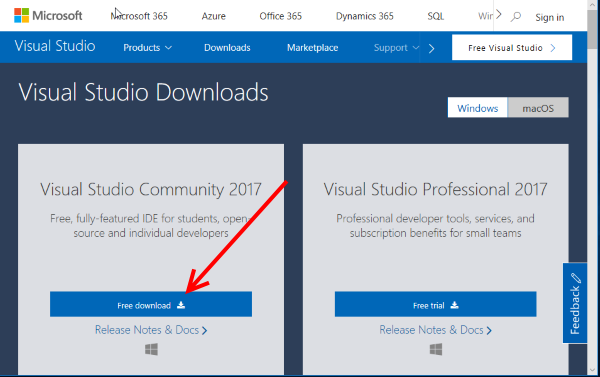 Microsoft Microsoft 365 Azure Office 365 Dynamics 365 SQL Sign in
Visual Studio Products Downloads Marketplace Support Free Visual Studio
Visual Studio Downloads
Windows macOS
Visual Studio Community 2017
Free, fully-featured IDE for students, open-
source and individual developers
Free download
Release Notes & Docs
Visual Studio Professional 2017
Professional developer tools, services, and
subscription benefits for small teams
Free trial
Release Notes & Docs
Feedback